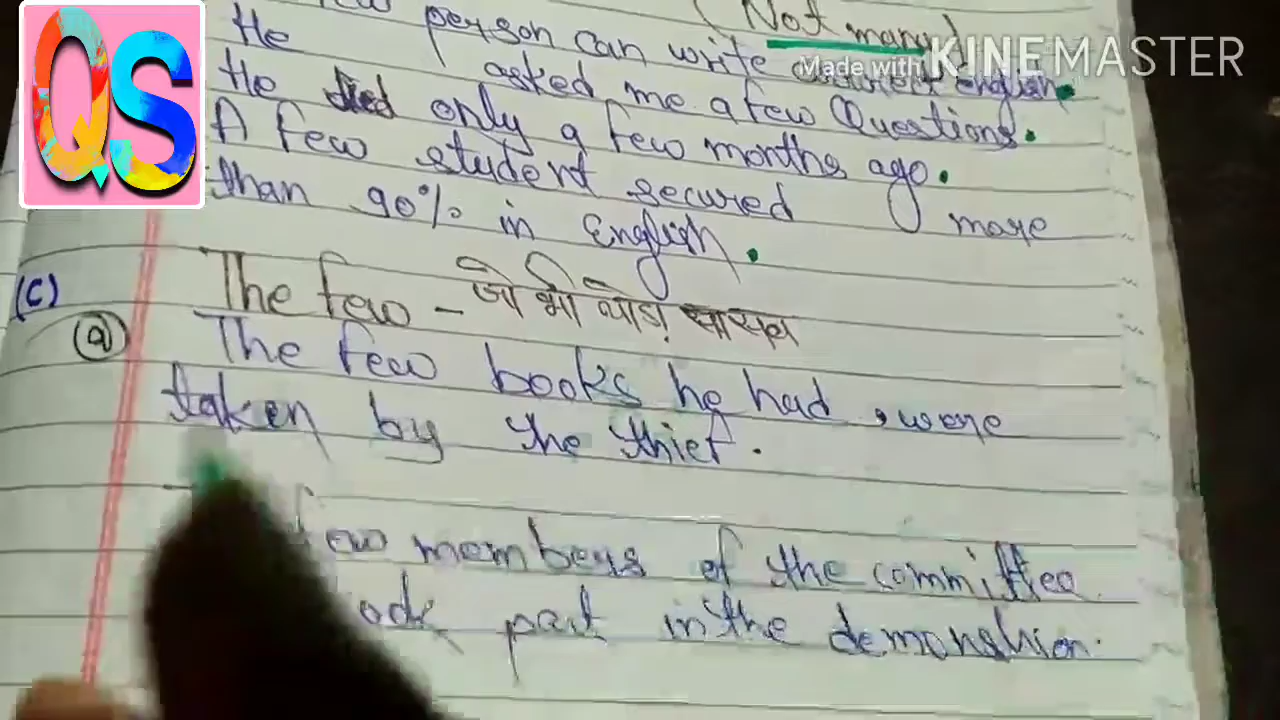 (Not many)
person can write correct english.
He asked me a few Questions.
He died only a few months ago.
A few student secured more
than 90% in English.
(C) The few - जो भी थोड़ा
(a) The few books he had, were
taken by the thief.
few members of the committee
part in the
QS
Made with KINEMASTER